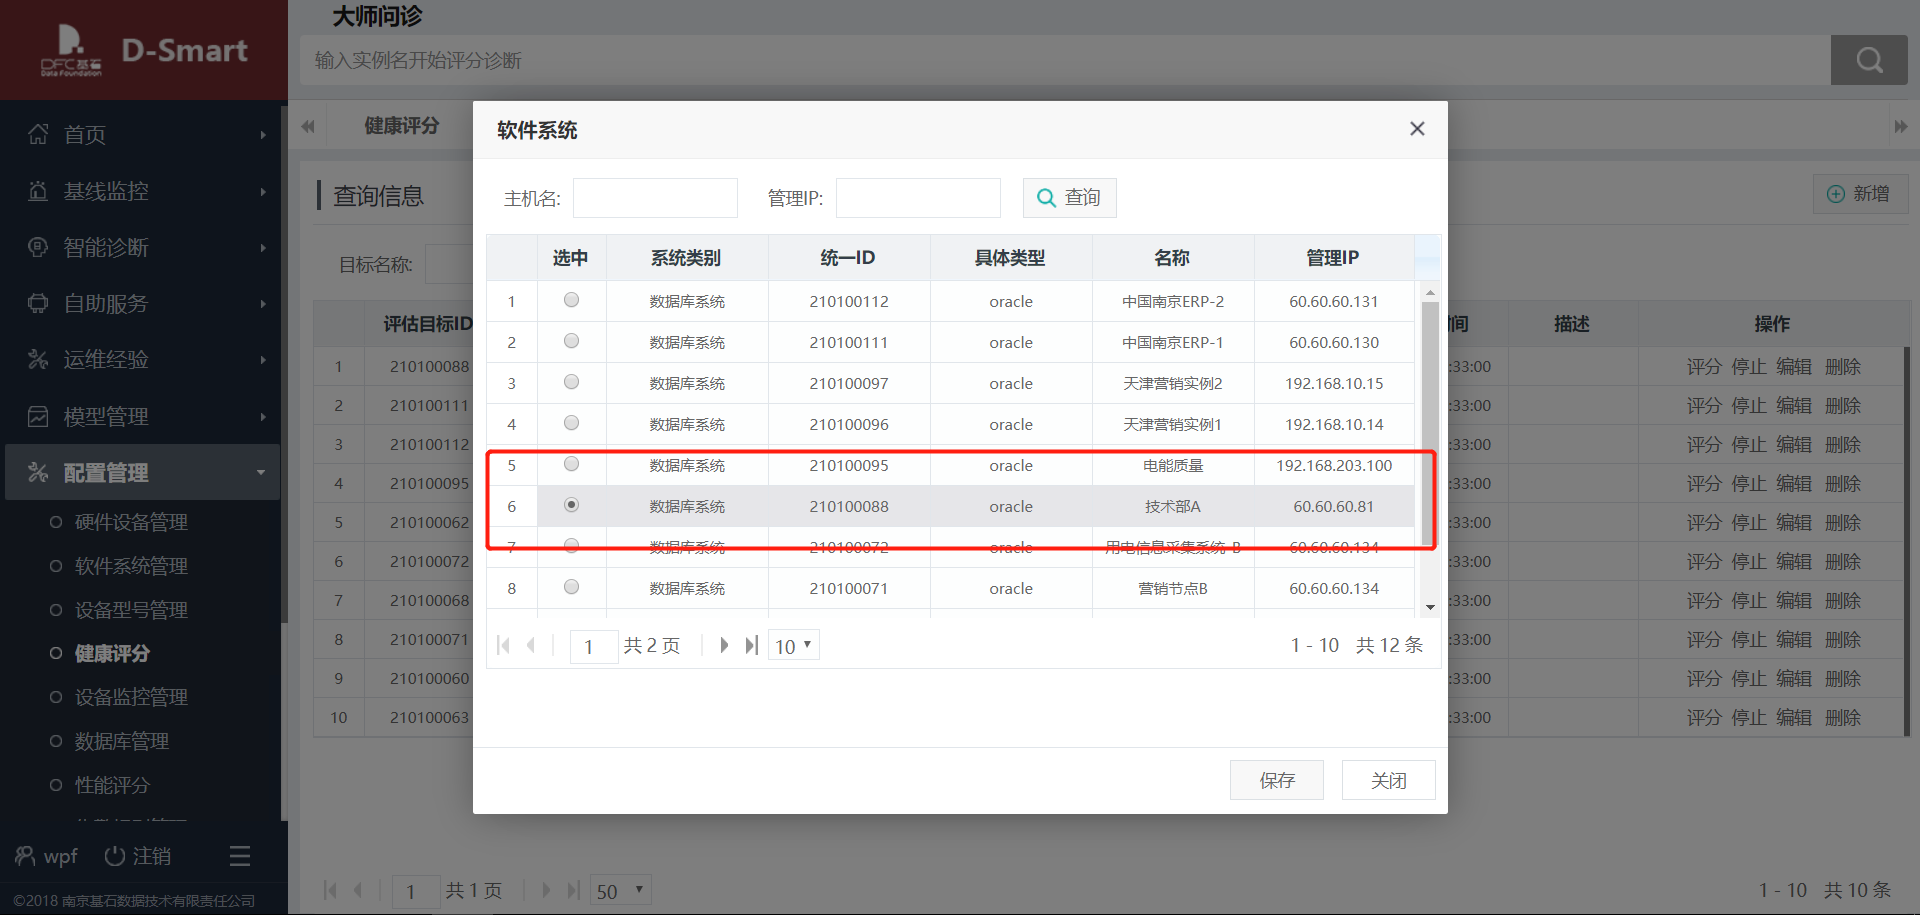 大师问诊
DFC基石
Data Foundation
D-Smart
输入实例名开始评分诊断
首页
基线监控
智能诊断
自助服务
运维经验
模型管理
配置管理
硬件设备管理
软件系统管理
设备型号管理
健康评分
设备监控管理
数据库管理
性能评分
wpf 注销
©2018 南京基石数据技术有限责任公司
健康评分
查询信息
新增
目标名称:
评估目标ID 间 描述 操作
1 210100088 :33:00 评分 停止 编辑 删除
2 210100111 :33:00 评分 停止 编辑 删除
3 210100112 :33:00 评分 停止 编辑 删除
4 210100095 :33:00 评分 停止 编辑 删除
5 210100062 :33:00 评分 停止 编辑 删除
6 210100072 :33:00 评分 停止 编辑 删除
7 210100068 :33:00 评分 停止 编辑 删除
8 210100071 :33:00 评分 停止 编辑 删除
9 210100060 :33:00 评分 停止 编辑 删除
10 210100063 :33:00 评分 停止 编辑 删除
1 共 1 页 50 1 - 10 共 10 条
软件系统
主机名: 管理IP: 查询
选中 系统类别 统一ID 具体类型 名称 管理IP
1 数据库系统 210100112 oracle 中国南京ERP-2 60.60.60.131
2 数据库系统 210100111 oracle 中国南京ERP-1 60.60.60.130
3 数据库系统 210100097 oracle 天津营销实例2 192.168.10.15
4 数据库系统 210100096 oracle 天津营销实例1 192.168.10.14
5 数据库系统 210100095 oracle 电能质量 192.168.203.100
6 数据库系统 210100088 oracle 技术部A 60.60.60.81
7 数据库系统 210100072 oracle 用电信息采集系统-B 60.60.60.134
8 数据库系统 210100071 oracle 营销节点B 60.60.60.134
1 共 2 页 10 1 - 10 共 12 条
保存 关闭